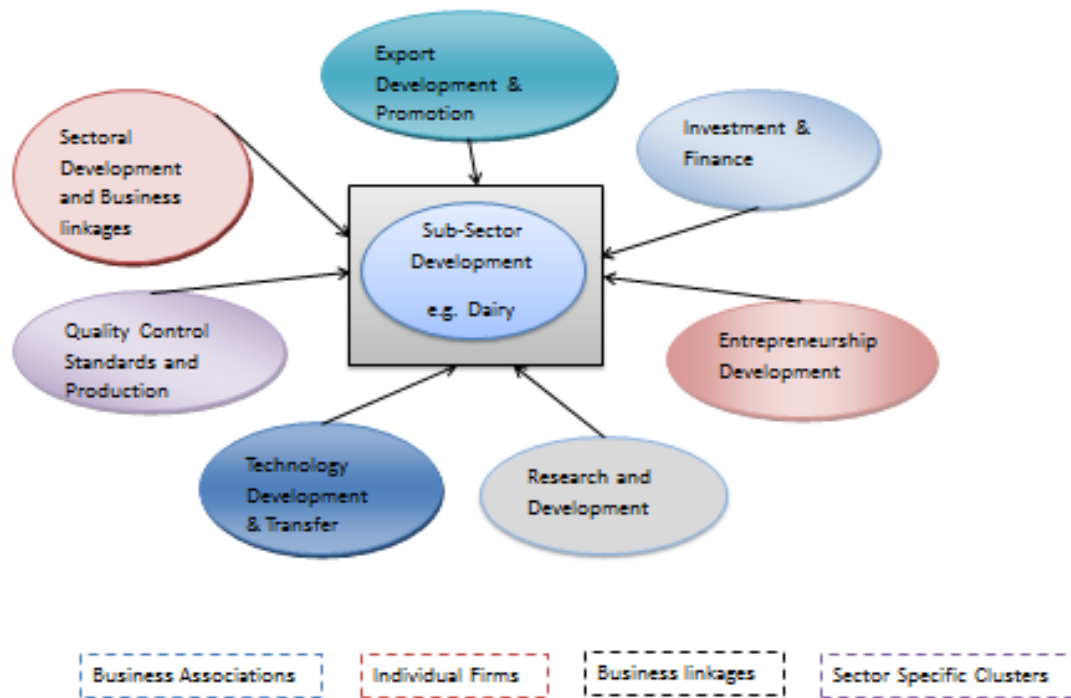 Export
Development &
Promotion
Sectoral
Development
and Business
linkages
Investment &
Finance
Sub-Sector
Development
e.g. Dairy
Quality Control
Standards and
Production
Entrepreneurship
Development
Technology
Development
& Transfer
Research and
Development
Business Associations
Individual Firms
Business linkages
Sector Specific Clusters